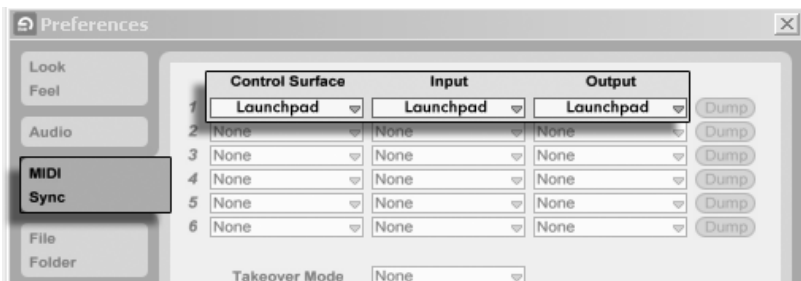 Preferences
Look
Feel
Audio
MIDI
Sync
File
Folder
Control Surface Input Output
1 Launchpad Launchpad Launchpad Dump
2 None None None Dump
3 None None None Dump
4 None None None Dump
5 None None None Dump
6 None None None Dump
Takeover Mode None